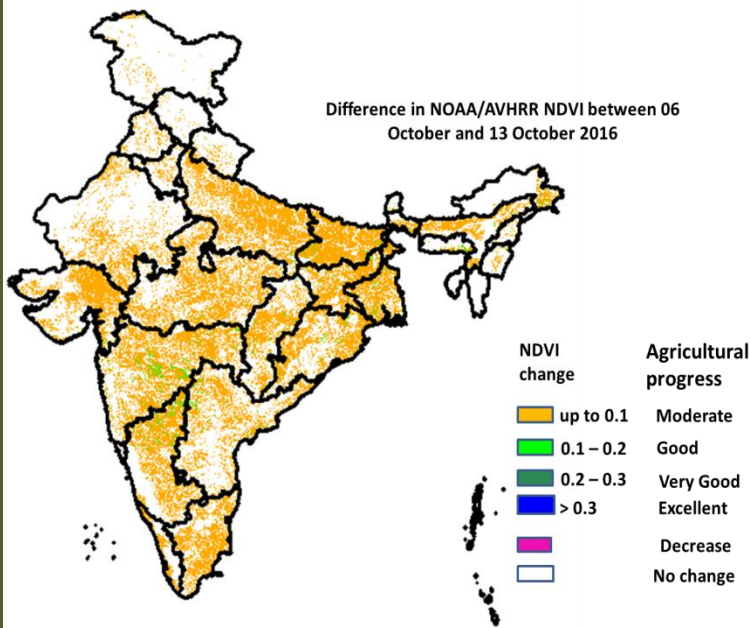 Difference in NOAA/AVHRR NDVI between 06
October and 13 October 2016
NDVI
change
Agricultural
progress
up to 0.1 Moderate
0.1 – 0.2 Good
0.2 – 0.3 Very Good
> 0.3 Excellent
Decrease
No change